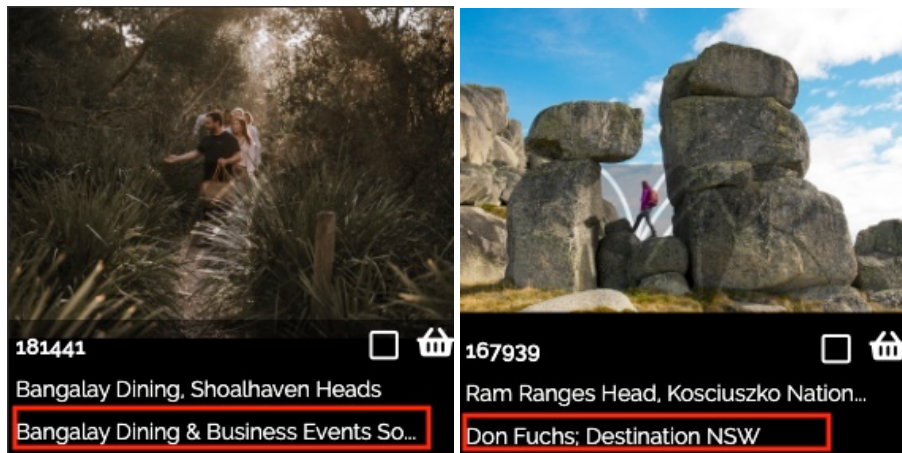 181441
Bangalay Dining, Shoalhaven Heads
Bangalay Dining & Business Events So...
167939
Ram Ranges Head, Kosciuszko Nation...
Don Fuchs; Destination NSW